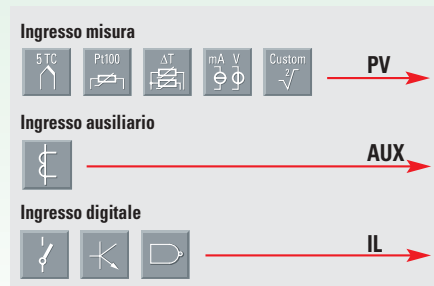 Ingresso misura
5 TC Pt100 ΔT mA V Custom
PV
Ingresso ausiliario
AUX
Ingresso digitale
IL